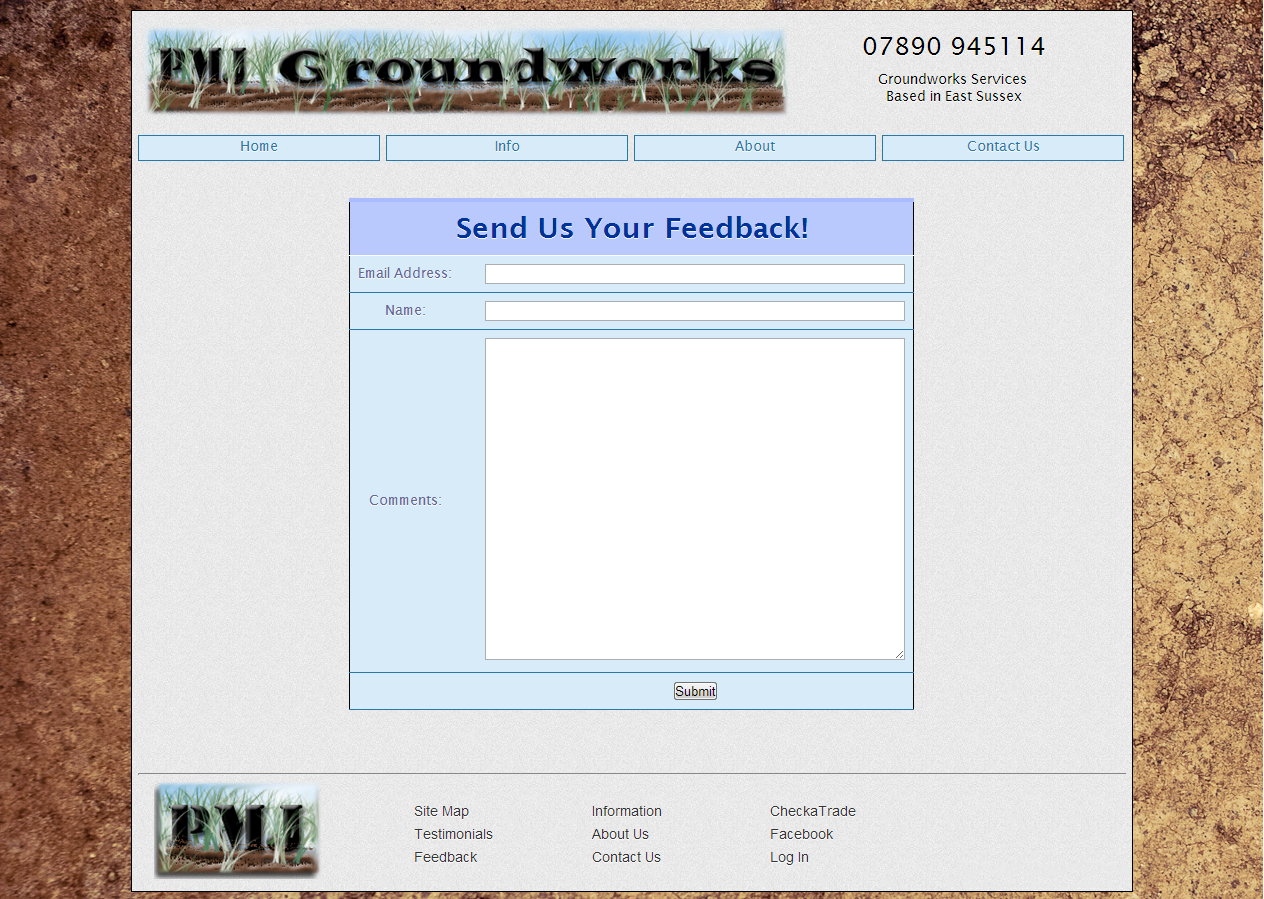 PMJ Groundworks
07890 945114
Groundworks Services
Based in East Sussex
Home
Info
About
Contact Us
Send Us Your Feedback!
Email Address:
Name:
Comments:
Submit
PMJ
Site Map
Information
CheckaTrade
Testimonials
About Us
Facebook
Feedback
Contact Us
Log In